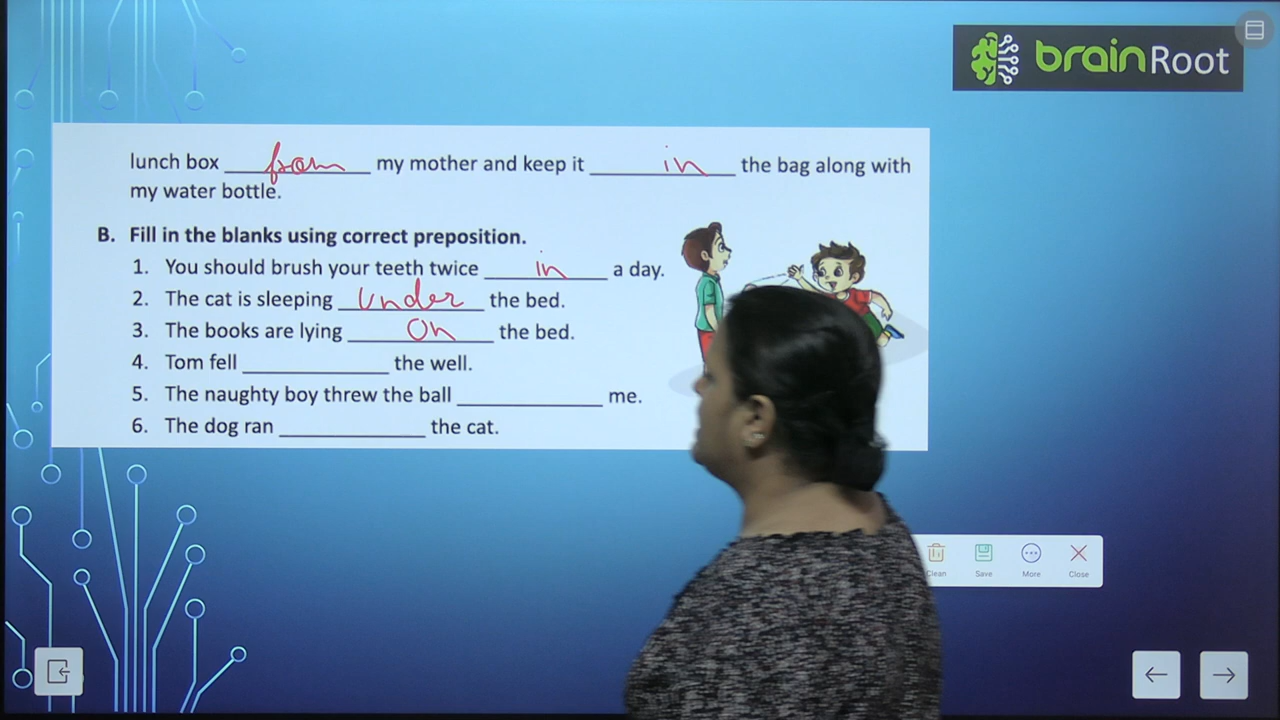 brainRoot
lunch box from my mother and keep it in the bag along with
my water bottle.
B. Fill in the blanks using correct preposition.
1. You should brush your teeth twice in a day.
2. The cat is sleeping Under the bed.
3. The books are lying On the bed.
4. Tom fell ____________ the well.
5. The naughty boy threw the ball ____________ me.
6. The dog ran ____________ the cat.
Clean Save More Close